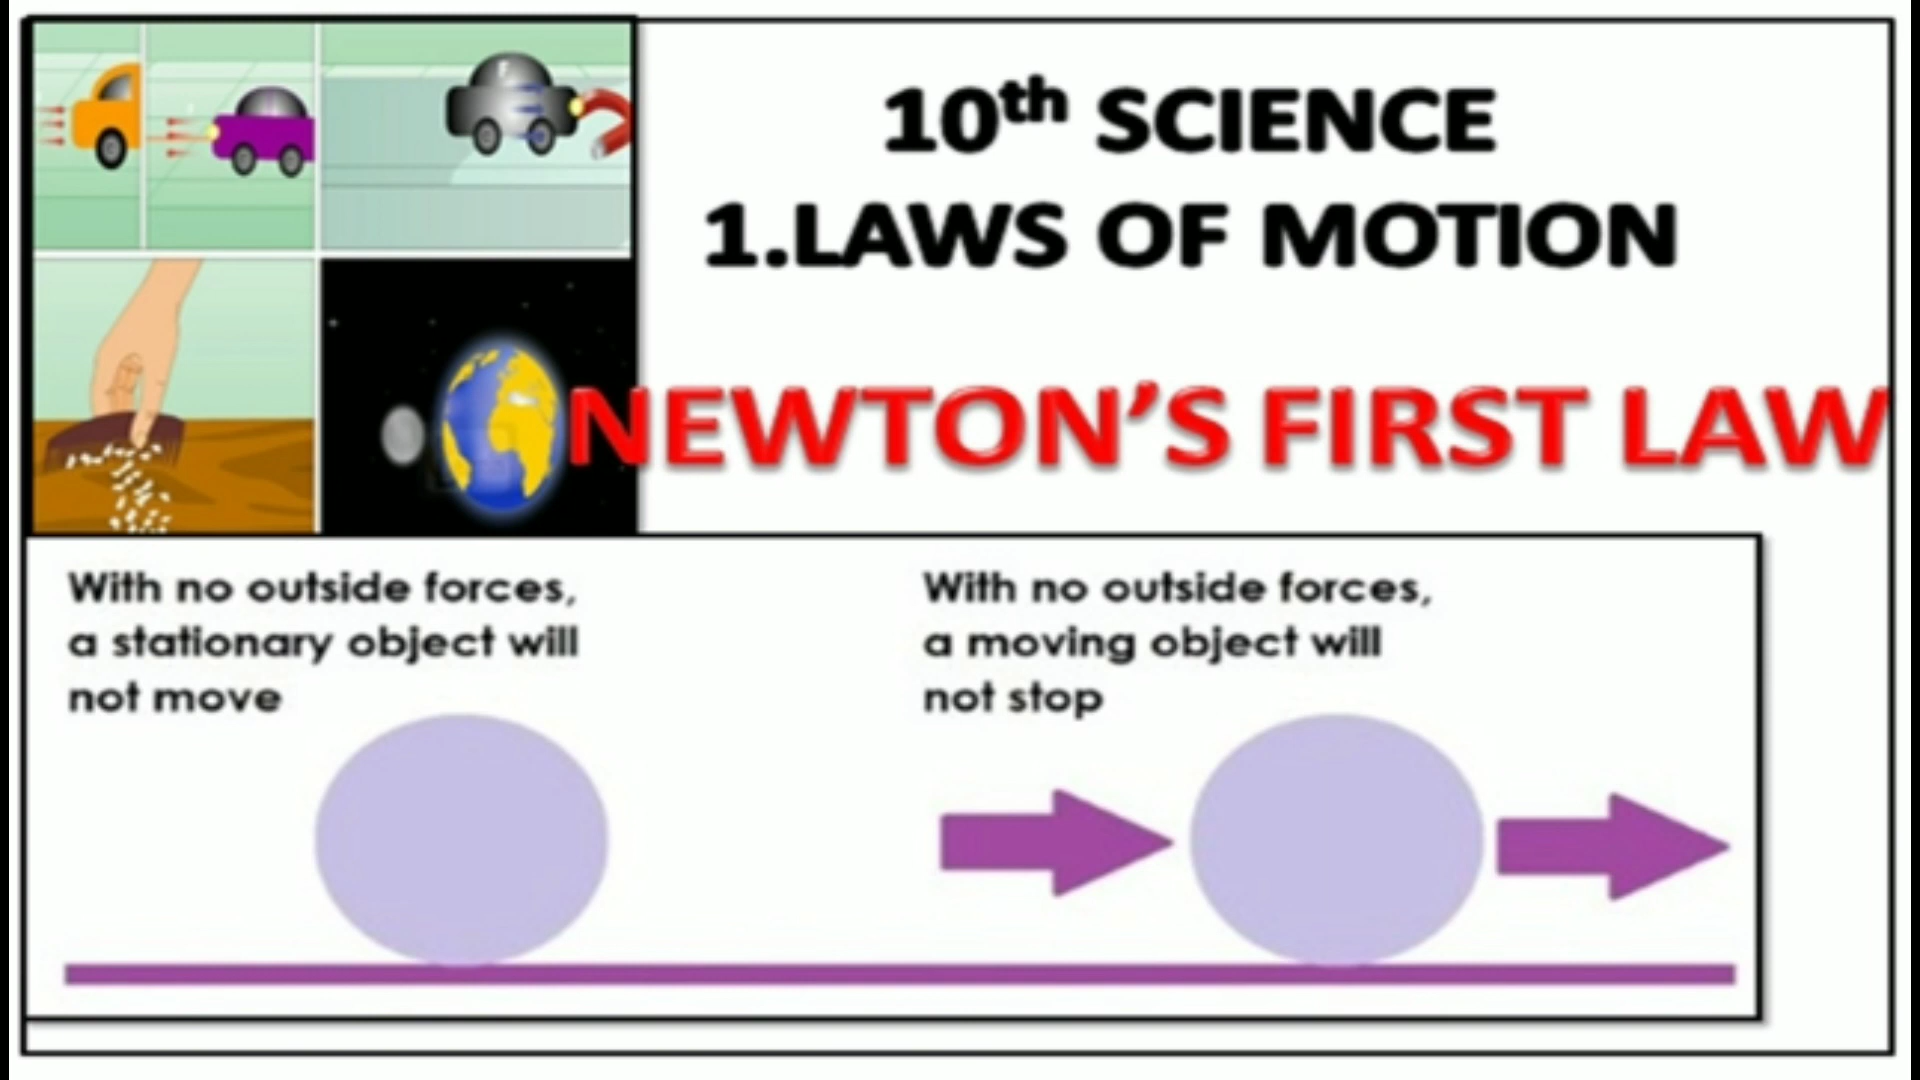 10th SCIENCE
1.LAWS OF MOTION
NEWTON'S FIRST LAW
With no outside forces,
a stationary object will
not move
With no outside forces,
a moving object will
not stop